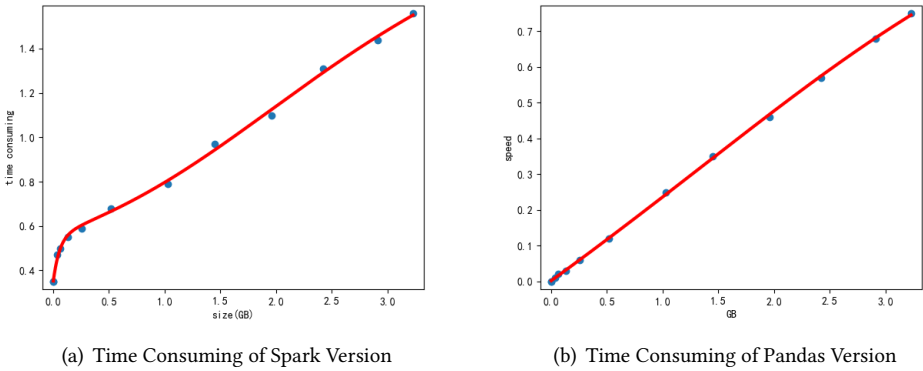 1.4
1.2
1.0
0.8
0.6
0.4
time consuming
0.0 0.5 1.0 1.5 2.0 2.5 3.0
size(GB)
(a) Time Consuming of Spark Version
0.7
0.6
0.5
0.4
0.3
0.2
0.1
0.0
speed
0.0 0.5 1.0 1.5 2.0 2.5 3.0
GB
(b) Time Consuming of Pandas Version